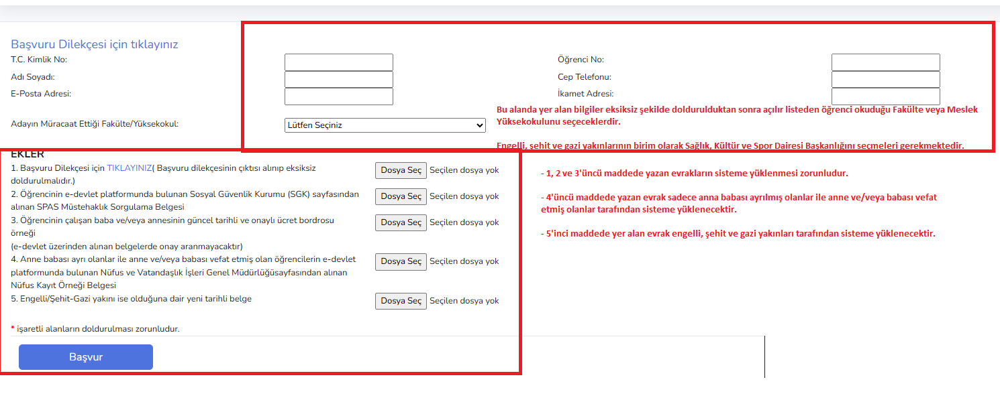 Başvuru Dilekçesi için tıklayınız
T.C. Kimlik No:
Öğrenci No:
Adı Soyadı:
Cep Telefonu:
E-Posta Adresi:
İkamet Adresi:
Bu alanda yer alan bilgiler eksiksiz şekilde doldurulduktan sonra açılır listeden öğrenci okuduğu Fakülte veya Meslek
Yüksekokulunu seçeceklerdir.
Adayın Müracaat Ettiği Fakülte/Yüksekokul:
Lütfen Seçiniz
Engelli, şehit ve gazi yakınlarının birim olarak Sağlık, Kültür ve Spor Dairesi Başkanlığını seçmeleri gerekmektedir.
EKLER
1. Başvuru Dilekçesi için TIKLAYINIZ( Başvuru dilekçesinin çıktısı alınıp eksiksiz
doldurulmalıdır.)
Dosya Seç Seçilen dosya yok
2. Öğrencinin e-devlet platformunda bulunan Sosyal Güvenlik Kurumu (SGK) sayfasından
alınan SPAS Müstehaklık Sorgulama Belgesi
Dosya Seç Seçilen dosya yok
3. Öğrencinin çalışan baba ve/veya annesinin güncel tarihli ve onaylı ücret bordrosu
örneği
(e-devlet üzerinden alınan belgelerde onay aranmayacaktır)
Dosya Seç Seçilen dosya yok
4. Anne babası ayrı olanlar ile anne ve/veya babası vefat etmiş olan öğrencilerin e-devlet
platformunda bulunan Nüfus ve Vatandaşlık İşleri Genel Müdürlüğüsayfasından alınan
Nüfus Kayıt Örneği Belgesi
Dosya Seç Seçilen dosya yok
5. Engelli/Şehit-Gazi yakını ise olduğuna dair yeni tarihli belge
Dosya Seç Seçilen dosya yok
- 1, 2 ve 3'üncü maddede yazan evrakların sisteme yüklenmesi zorunludur.
- 4'üncü maddede yazan evrak sadece anna babası ayrılmış olanlar ile anne ve/veya babası vefat
etmiş olanlar tarafından sisteme yüklenecektir.
- 5'inci maddede yer alan evrak engelli, şehit ve gazi yakınları tarafından sisteme yüklenecektir.
* işaretli alanların doldurulması zorunludur.
Başvur